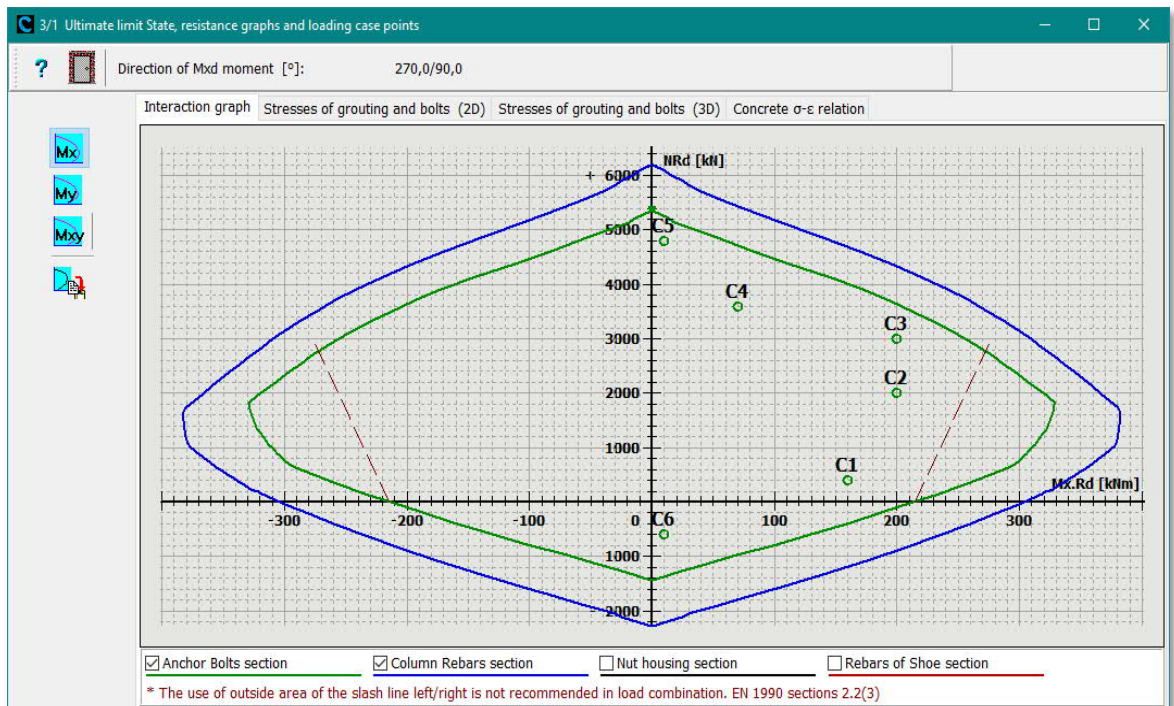 3/1 Ultimate limit State, resistance graphs and loading case points
? Direction of Mxd moment [°]: 270,0/90,0
Interaction graph Stresses of grouting and bolts (2D) Stresses of grouting and bolts (3D) Concrete σ-ε relation
Mx
My
Mxy
NRd [kN]
+ 6000
5000
C5
4000
C4
3000
C3
2000
C2
1000
C1
Mx.Rd [kNm]
-300 -200 -100 0 100 200 300
C6
1000
- 2000
Anchor Bolts section Column Rebars section Nut housing section Rebars of Shoe section
* The use of outside area of the slash line left/right is not recommended in load combination. EN 1990 sections 2.2(3)